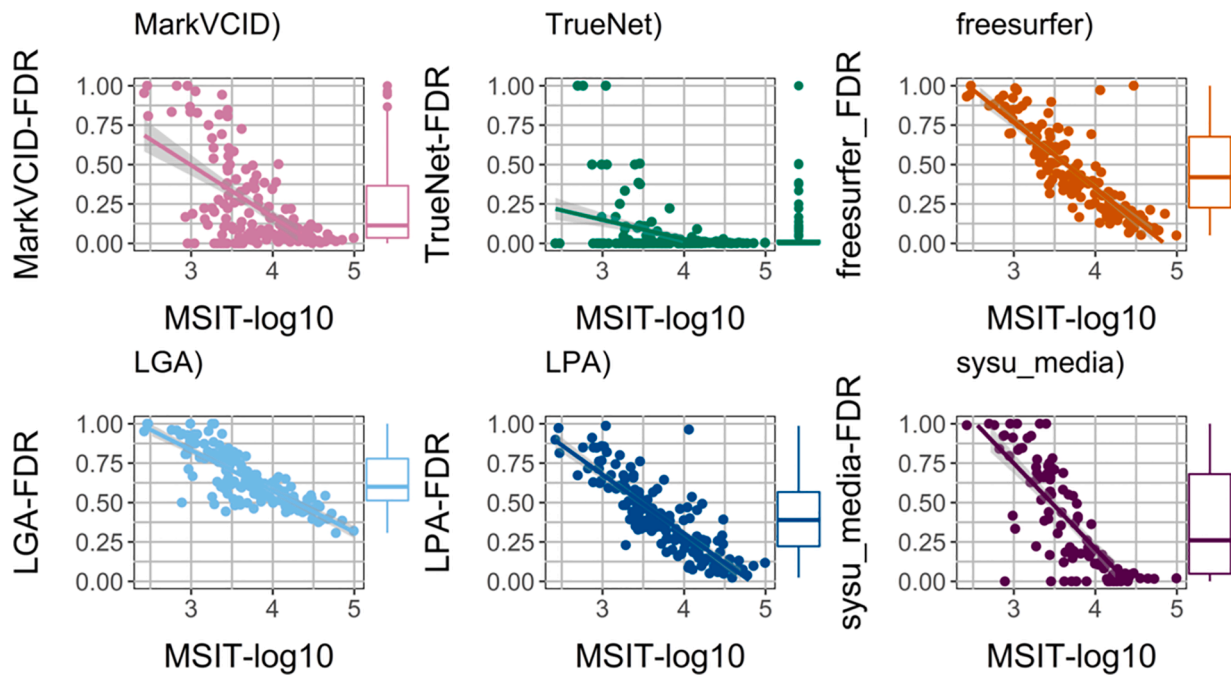 MarkVCID) TrueNet) freesurfer)
MarkVCID-FDR
1.00
0.75
0.50
0.25
0.00
3 4 5
MSIT-log10
TrueNet-FDR
1.00
0.75
0.50
0.25
0.00
3 4 5
MSIT-log10
freesurfer_FDR
1.00
0.75
0.50
0.25
0.00
3 4 5
MSIT-log10
LGA) LPA) sysu_media)
LGA-FDR
1.00
0.75
0.50
0.25
0.00
3 4 5
MSIT-log10
LPA-FDR
1.00
0.75
0.50
0.25
0.00
3 4 5
MSIT-log10
sysu_media-FDR
1.00
0.75
0.50
0.25
0.00
3 4 5
MSIT-log10